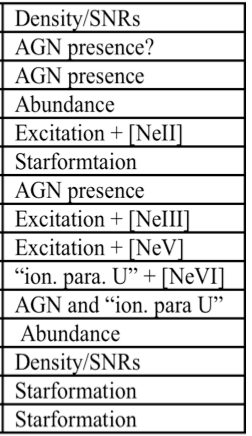 Density/SNRs
AGN presence?
AGN presence
Abundance
Excitation + [NeII]
Starformtaion
AGN presence
Excitation + [NeIII]
Excitation + [NeV]
“ion. para. U” + [NeVI]
AGN and “ion. para U”
Abundance
Density/SNRs
Starformation
Starformation